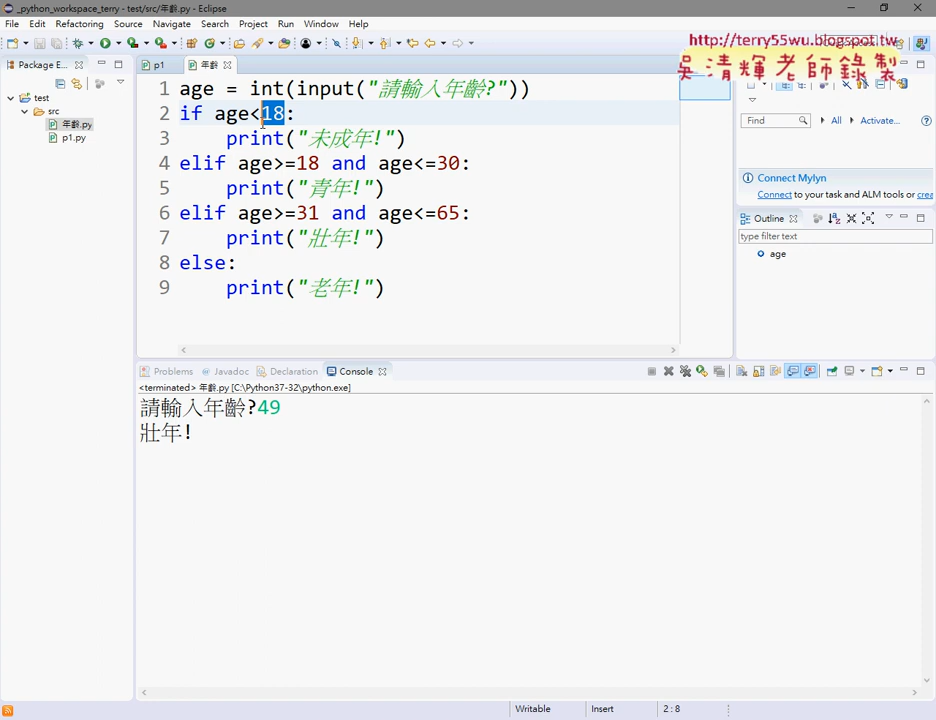 _python_workspace_terry - test/src/年齡.py - Eclipse
File Edit Refactoring Source Navigate Search Project Run Window Help
http://terry55wu.blogspot.tw
吳清輝老師錄製
Package E...
test
src
年齡.py
p1.py
p1 年齡
1 age = int(input("請輸入年齡?"))
2 if age<18:
3 print("未成年!")
4 elif age>=18 and age<=30:
5 print("青年!")
6 elif age>=31 and age<=65:
7 print("壯年!")
8 else:
9 print("老年!")
Find All Activate...
Connect Mylyn
Connect to your task and ALM tools or crea
Outline
type filter text
age
Problems Javadoc Declaration Console
<terminated> 年齡.py [C:\Python37-32\python.exe]
請輸入年齡?49
壯年!
Writable Insert 2:8